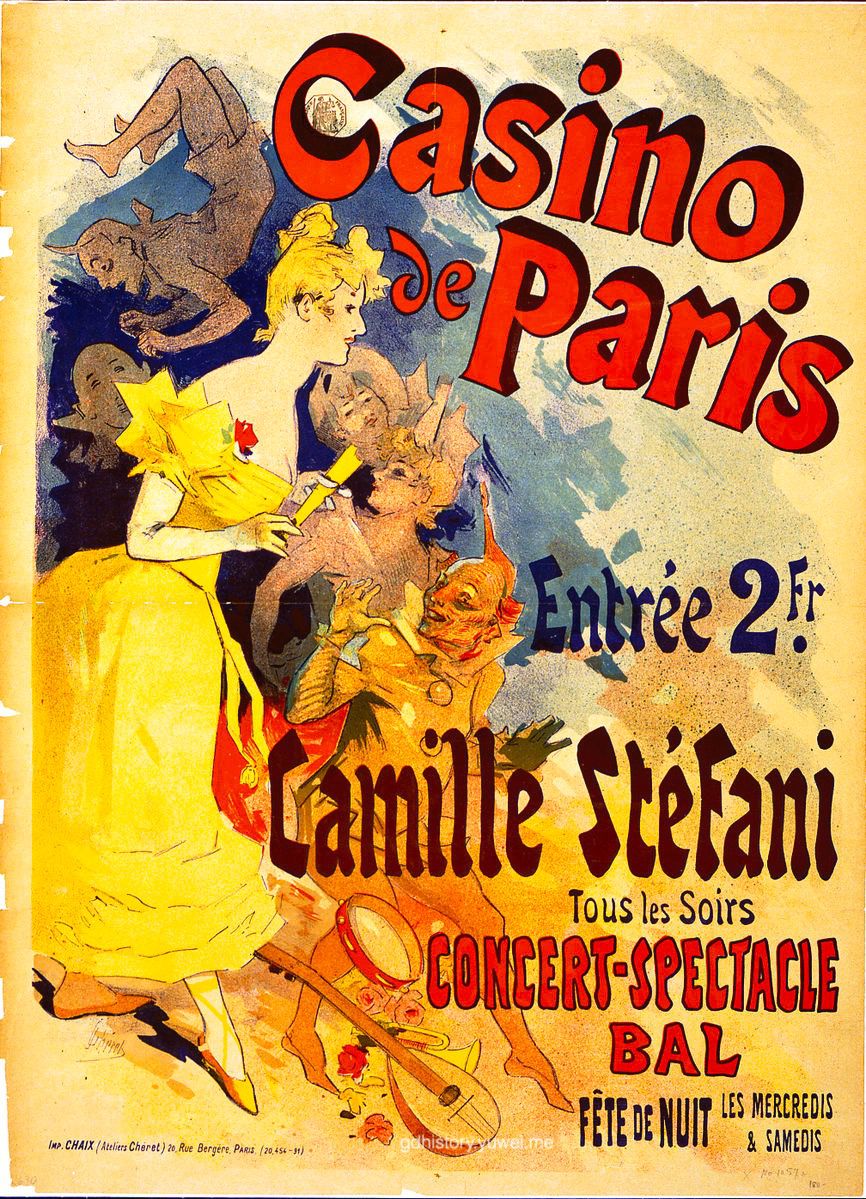 Casino
de Paris
Entrée 2 Fr.
Camille Stéfani
Tous les Soirs
CONCERT-SPECTACLE
BAL
FÊTE DE NUIT LES MERCREDIS
& SAMEDIS
IMP. CHAIX (Ateliers Chéret) 20, Rue Bergère, PARIS, (20,454-91)
gdhistory.yuwei.me